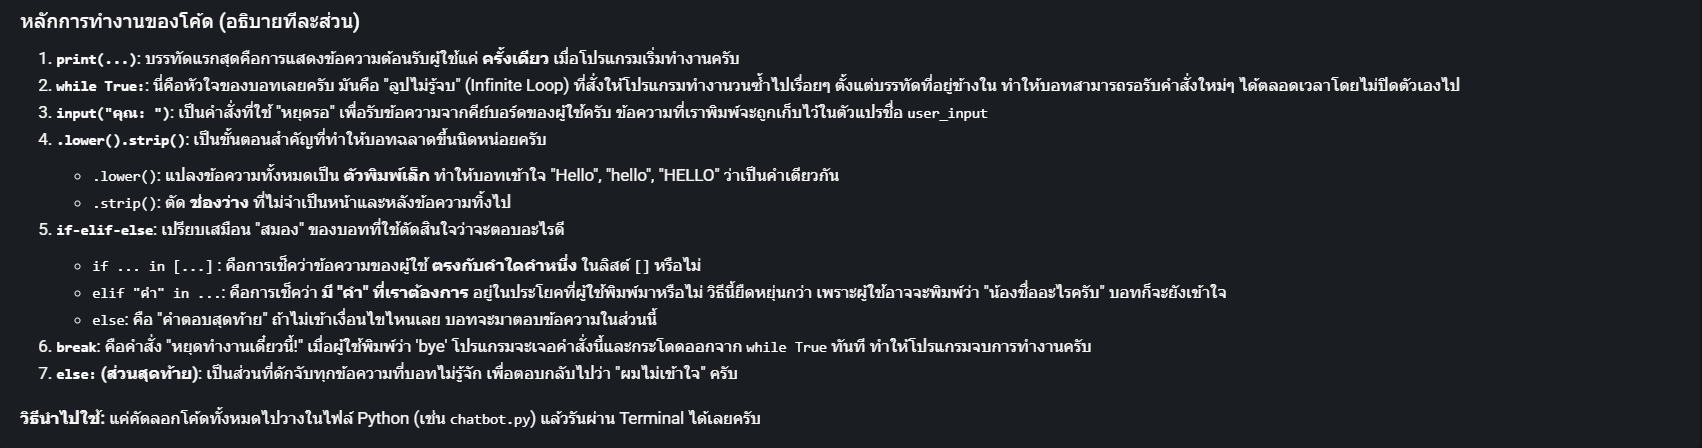 หลักการทำงานของโค้ด (อธิบายทีละส่วน)
1. print(...): บรรทัดแรกสุดคือการแสดงข้อความต้อนรับผู้ใช้แค่ ครั้งเดียว เมื่อโปรแกรมเริ่มทำงานครับ
2. while True:: นี่คือหัวใจของบอทเลยครับ มันคือ "ลูปไม่รู้จบ" (Infinite Loop) ที่สั่งให้โปรแกรมทำงานวนซ้ำไปเรื่อยๆ ตั้งแต่บรรทัดที่อยู่ข้างใน ทำให้บอทสามารถรอรับคำสั่งใหม่ๆ ได้ตลอดเวลาโดยไม่ปิดตัวเองไป
3. input("คุณ: "): เป็นคำสั่งที่ใช้ "หยุดรอ" เพื่อรับข้อความจากคีย์บอร์ดของผู้ใช้ครับ ข้อความที่เราพิมพ์จะถูกเก็บไว้ในตัวแปรชื่อ user_input
4. .lower().strip(): เป็นขั้นตอนสำคัญที่ทำให้บอทฉลาดขึ้นนิดหน่อยครับ
◦ .lower(): แปลงข้อความทั้งหมดเป็น ตัวพิมพ์เล็ก ทำให้บอทเข้าใจ "Hello", "hello", "HELLO" ว่าเป็นคำเดียวกัน
◦ .strip(): ตัด ช่องว่าง ที่ไม่จำเป็นหน้าและหลังข้อความทิ้งไป
5. if-elif-else: เปรียบเสมือน "สมอง" ของบอทที่ใช้ตัดสินใจว่าจะตอบอะไรดี
◦ if ... in [...] : คือการเช็คว่าข้อความของผู้ใช้ ตรงกับคำใดคำหนึ่ง ในลิสต์ [] หรือไม่
◦ elif "คำ" in ...: คือการเช็คว่า มี "คำ" ที่เราต้องการ อยู่ในประโยคที่ผู้ใช้พิมพ์มาหรือไม่ วิธีนี้ยืดหยุ่นกว่า เพราะผู้ใช้อาจจะพิมพ์ว่า "น้องชื่ออะไรครับ" บอทก็จะยังเข้าใจ
◦ else: คือ "คำตอบสุดท้าย" ถ้าไม่เข้าเงื่อนไขไหนเลย บอทจะมาตอบข้อความในส่วนนี้
6. break: คือคำสั่ง "หยุดทำงานเดี๋ยวนี้!" เมื่อผู้ใช้พิมพ์ว่า 'bye' โปรแกรมจะเจอคำสั่งนี้และกระโดดออกจาก while True ทันที ทำให้โปรแกรมจบการทำงานครับ
7. else: (ส่วนสุดท้าย): เป็นส่วนที่ดักจับทุกข้อความที่บอทไม่รู้จัก เพื่อตอบกลับไปว่า "ผมไม่เข้าใจ" ครับ
วิธีนำไปใช้: แค่คัดลอกโค้ดทั้งหมดไปวางในไฟล์ Python (เช่น chatbot.py) แล้วรันผ่าน Terminal ได้เลยครับ